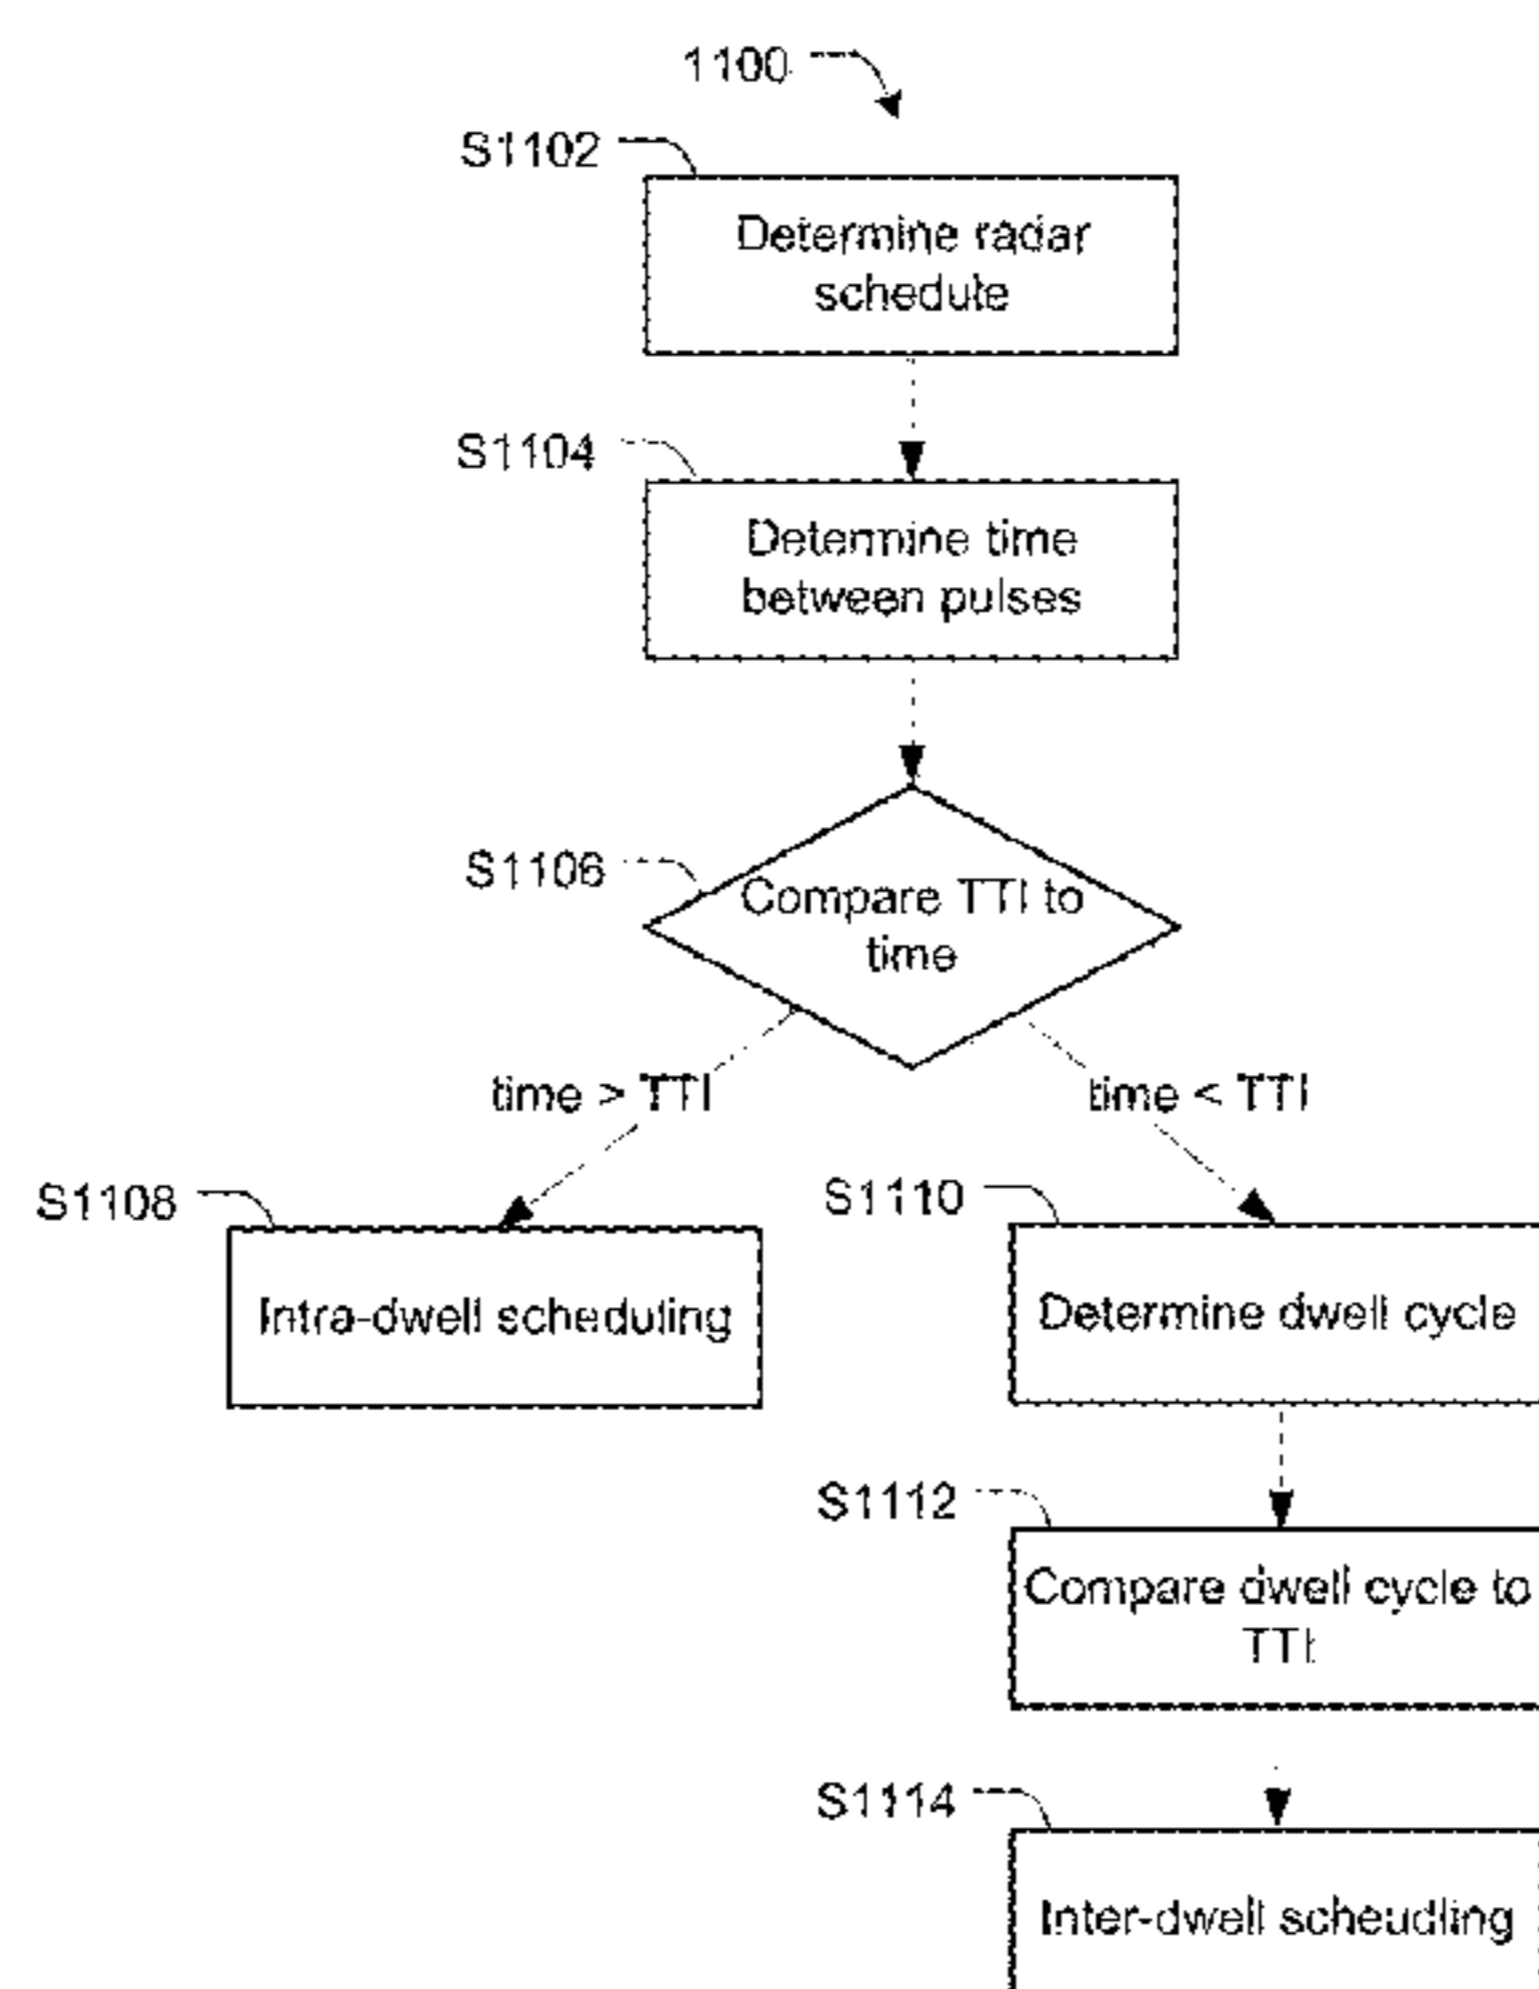 1100
S1102
Determine radar
schedule
S1104
Determine time
between pulses
S1106
Compare TTI to
time
time > TTI
time < TTI
S1108
S1110
Intra-dwell scheduling
Determine dwell cycle
S1112
Compare dwell cycle to
TTI
S1114
Inter-dwell scheudling